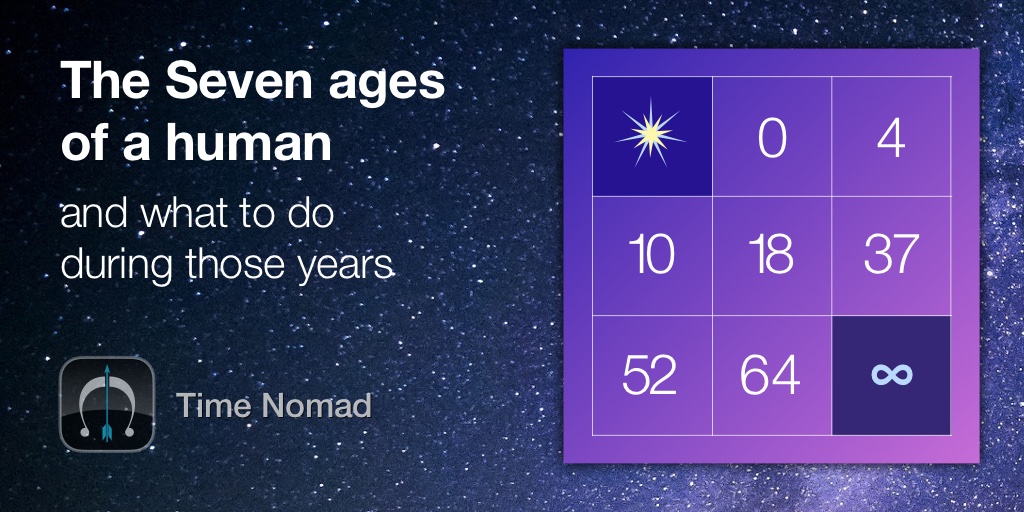 The Seven ages
of a human
and what to do
during those years
Time Nomad
0 4
10 18 37
52 64 ∞